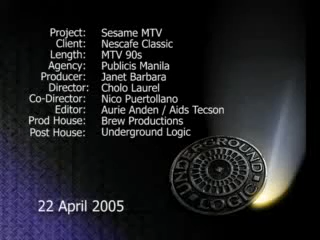 Project: Sesame MTV
Client: Nescafe Classic
Length: MTV 90s
Agency: Publicis Manila
Producer: Janet Barbara
Director: Cholo Laurel
Co-Director: Nico Puertollano
Editor: Aurie Anden / Aids Tecson
Prod House: Brew Productions
Post House: Underground Logic
UNDERGROUND LOGIC
22 April 2005